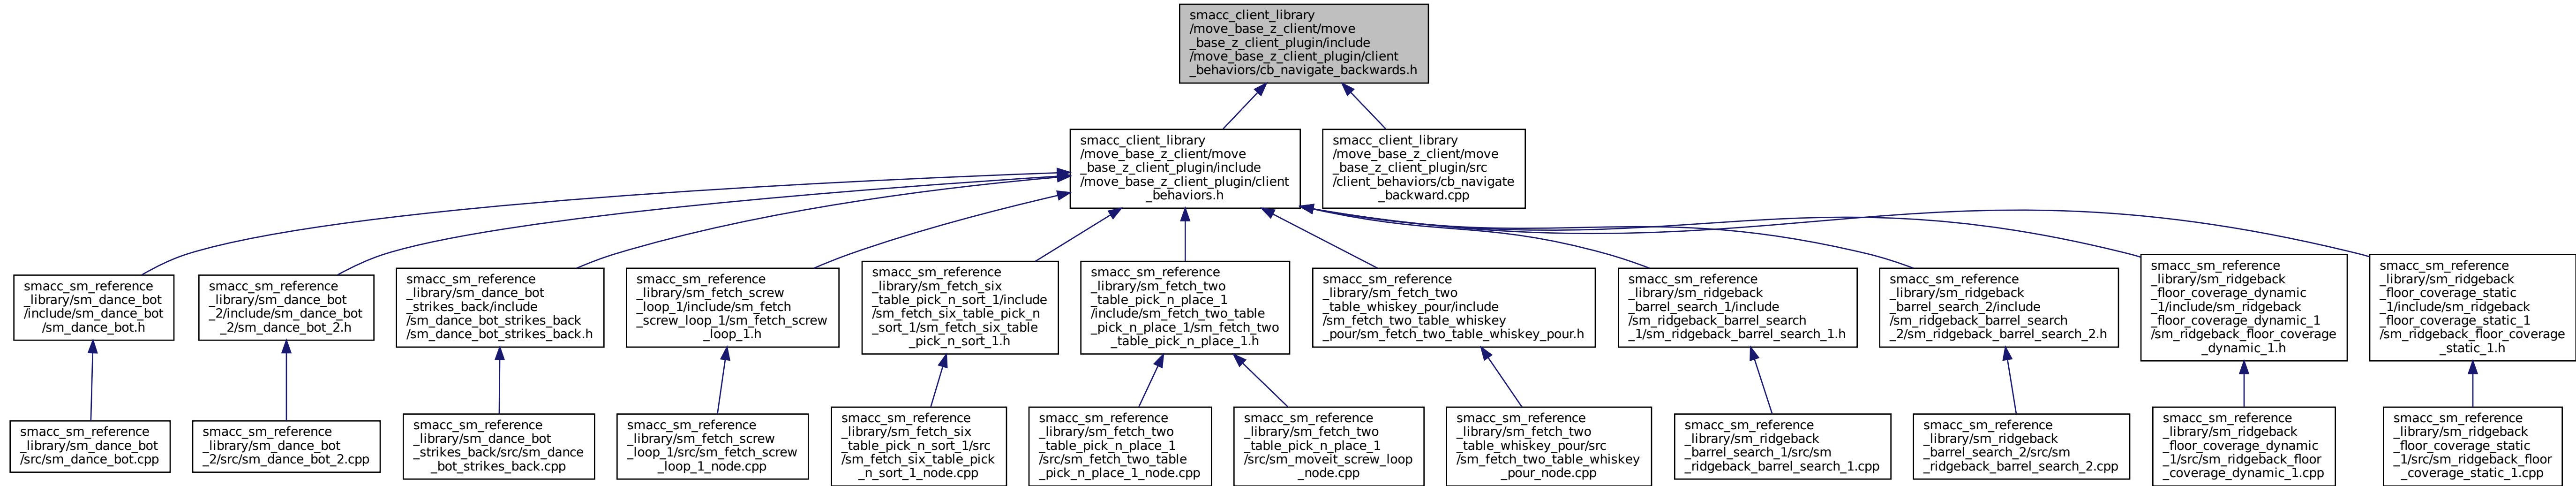 smacc_client_library
/move_base_z_client/move
_base_z_client_plugin/include
/move_base_z_client_plugin/client
_behaviors/cb_navigate_backwards.h
smacc_client_library
/move_base_z_client/move
_base_z_client_plugin/include
/move_base_z_client_plugin/client
_behaviors.h
smacc_client_library
/move_base_z_client/move
_base_z_client_plugin/src
/client_behaviors/cb_navigate
_backward.cpp
smacc_sm_reference
_library/sm_dance_bot
/include/sm_dance_bot
/sm_dance_bot.h
smacc_sm_reference
_library/sm_dance_bot
_2/include/sm_dance_bot
_2/sm_dance_bot_2.h
smacc_sm_reference
_library/sm_dance_bot
_strikes_back/include
/sm_dance_bot_strikes_back
/sm_dance_bot_strikes_back.h
smacc_sm_reference
_library/sm_fetch_screw
_loop_1/include/sm_fetch
_screw_loop_1/sm_fetch_screw
_loop_1.h
smacc_sm_reference
_library/sm_fetch_six
_table_pick_n_sort_1/include
/sm_fetch_six_table_pick_n
_sort_1/sm_fetch_six_table
_pick_n_sort_1.h
smacc_sm_reference
_library/sm_fetch_two
_table_pick_n_place_1
/include/sm_fetch_two_table
_pick_n_place_1/sm_fetch_two
_table_pick_n_place_1.h
smacc_sm_reference
_library/sm_fetch_two
_table_whiskey_pour/include
/sm_fetch_two_table_whiskey
_pour/sm_fetch_two_table_whiskey_pour.h
smacc_sm_reference
_library/sm_ridgeback
_barrel_search_1/include
/sm_ridgeback_barrel_search
_1/sm_ridgeback_barrel_search_1.h
smacc_sm_reference
_library/sm_ridgeback
_barrel_search_2/include
/sm_ridgeback_barrel_search
_2/sm_ridgeback_barrel_search_2.h
smacc_sm_reference
_library/sm_ridgeback
_floor_coverage_dynamic
_1/include/sm_ridgeback
_floor_coverage_dynamic_1
/sm_ridgeback_floor_coverage
_dynamic_1.h
smacc_sm_reference
_library/sm_ridgeback
_floor_coverage_static
_1/include/sm_ridgeback
_floor_coverage_static_1
/sm_ridgeback_floor_coverage
_static_1.h
smacc_sm_reference
_library/sm_dance_bot
/src/sm_dance_bot.cpp
smacc_sm_reference
_library/sm_dance_bot
_2/src/sm_dance_bot_2.cpp
smacc_sm_reference
_library/sm_dance_bot
_strikes_back/src/sm_dance
_bot_strikes_back.cpp
smacc_sm_reference
_library/sm_fetch_screw
_loop_1/src/sm_fetch_screw
_loop_1_node.cpp
smacc_sm_reference
_library/sm_fetch_six
_table_pick_n_sort_1/src
/sm_fetch_six_table_pick
_n_sort_1_node.cpp
smacc_sm_reference
_library/sm_fetch_two
_table_pick_n_place_1
/src/sm_fetch_two_table
_pick_n_place_1_node.cpp
smacc_sm_reference
_library/sm_fetch_two
_table_pick_n_place_1
/src/sm_moveit_screw_loop
_node.cpp
smacc_sm_reference
_library/sm_fetch_two
_table_whiskey_pour/src
/sm_fetch_two_table_whiskey
_pour_node.cpp
smacc_sm_reference
_library/sm_ridgeback
_barrel_search_1/src/sm
_ridgeback_barrel_search_1.cpp
smacc_sm_reference
_library/sm_ridgeback
_barrel_search_2/src/sm
_ridgeback_barrel_search_2.cpp
smacc_sm_reference
_library/sm_ridgeback
_floor_coverage_dynamic
_1/src/sm_ridgeback_floor
_coverage_dynamic_1.cpp
smacc_sm_reference
_library/sm_ridgeback
_floor_coverage_static
_1/src/sm_ridgeback_floor
_coverage_static_1.cpp